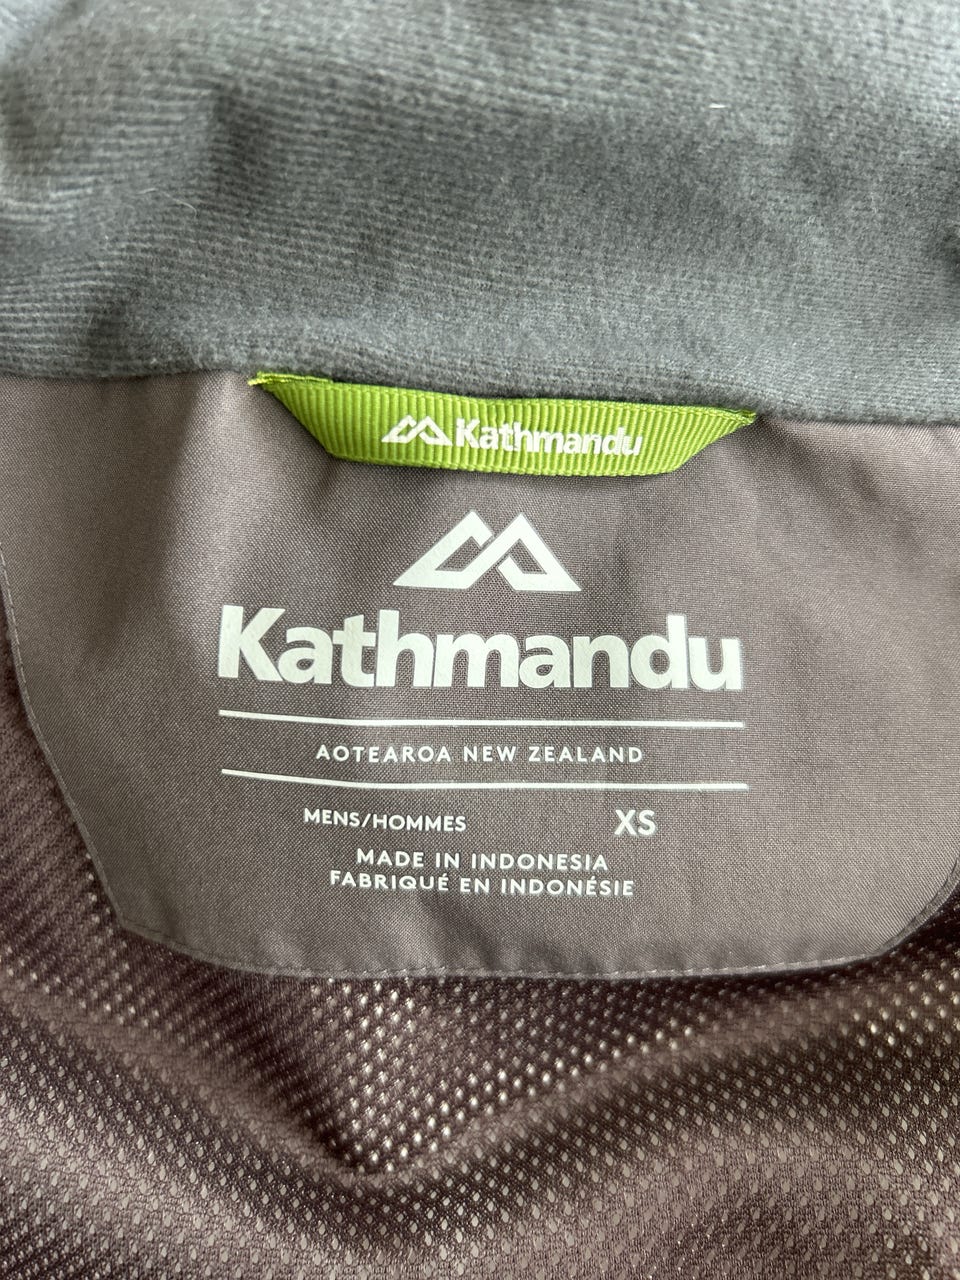 Kathmandu
Kathmandu
AOTEAROA NEW ZEALAND
MENS/HOMMES XS
MADE IN INDONESIA
FABRIQUÉ EN INDONÉSIE